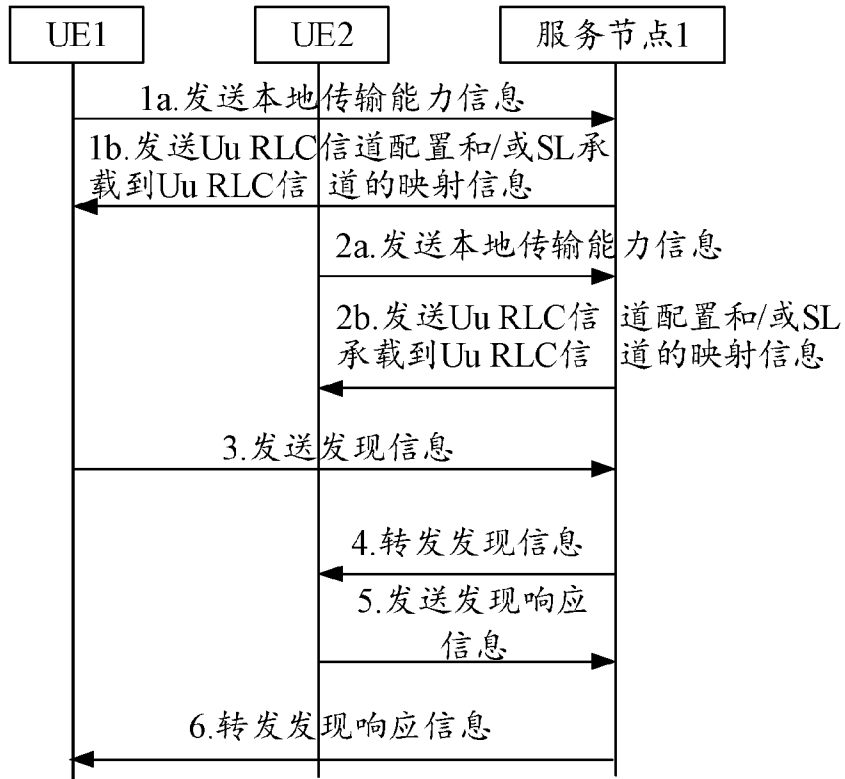 UE1
UE2
服务节点1
1a.发送本地传输能力信息
1b.发送Uu RLC信道配置和/或SL承
载到Uu RLC信 道的映射信息
2a.发送本地传输能力信息
2b.发送Uu RLC信 道配置和/或SL
承载到Uu RLC信 道的映射信息
3.发送发现信息
4.转发发现信息
5.发送发现响应
信息
6.转发发现响应信息